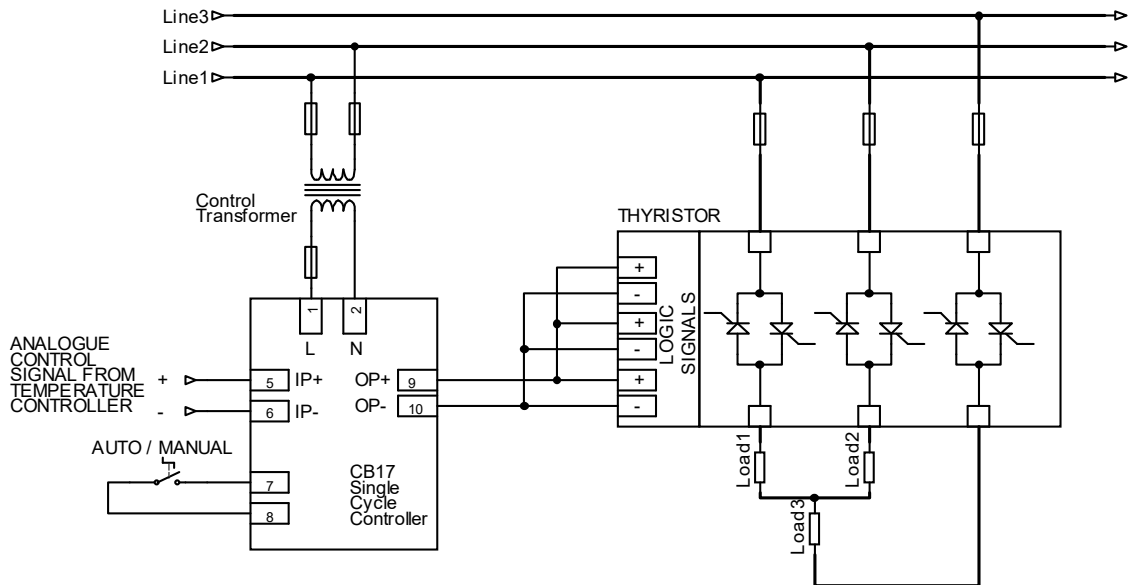 Line3
Line2
Line1
Control
Transformer
THYRISTOR
+
-
+
-
+
-
LOGIC
SIGNALS
1
2
L
N
ANALOGUE
CONTROL
SIGNAL FROM
TEMPERATURE
CONTROLLER
+
-
5
IP+
6
IP-
OP+
9
OP-
10
AUTO / MANUAL
7
8
CB17
Single
Cycle
Controller
Load1
Load2
Load3